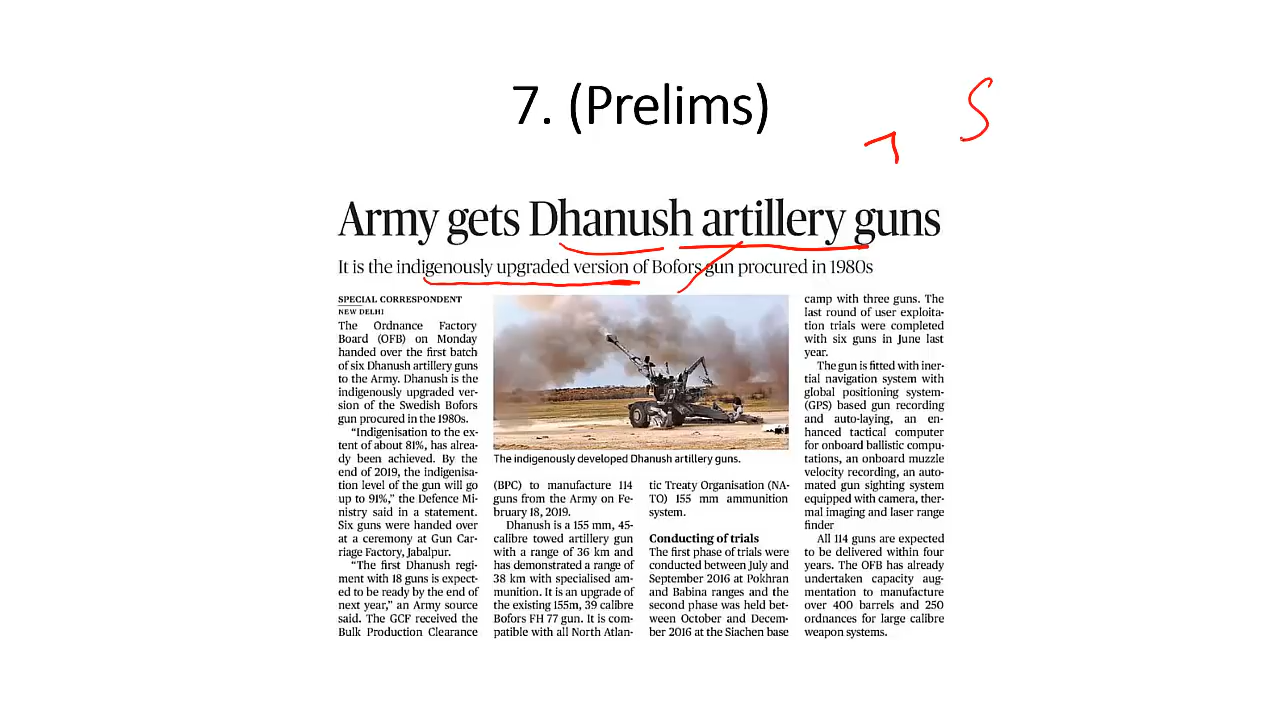 7. (Prelims)
S
Army gets Dhanush artillery guns
It is the indigenously upgraded version of Bofors gun procured in 1980s
SPECIAL CORRESPONDENT
NEW DELHI
The Ordnance Factory
Board (OFB) on Monday
handed over the first batch
of six Dhanush artillery guns
to the Army. Dhanush is the
indigenously upgraded ver-
sion of the Swedish Bofors
gun procured in the 1980s.
“Indigenisation to the ex-
tent of about 81%, has alrea-
dy been achieved. By the
end of 2019, the indigenisa-
tion level of the gun will go
up to 91%,” the Defence Mi-
nistry said in a statement.
Six guns were handed over
at a ceremony at Gun Car-
riage Factory, Jabalpur.
“The first Dhanush regi-
ment with 18 guns is expect-
ed to be ready by the end of
next year,” an Army source
said. The GCF received the
Bulk Production Clearance
The indigenously developed Dhanush artillery guns.
(BPC) to manufacture 114
guns from the Army on Fe-
bruary 18, 2019.
Dhanush is a 155 mm, 45-
calibre towed artillery gun
with a range of 36 km and
has demonstrated a range of
38 km with specialised am-
munition. It is an upgrade of
the existing 155m, 39 calibre
Bofors FH 77 gun. It is com-
patible with all North Atlan-
tic Treaty Organisation (NA-
TO) 155 mm ammunition
system.
Conducting of trials
The first phase of trials were
conducted between July and
September 2016 at Pokhran
and Babina ranges and the
second phase was held bet-
ween October and Decem-
ber 2016 at the Siachen base
camp with three guns. The
last round of user exploita-
tion trials were completed
with six guns in June last
year.
The gun is fitted with iner-
tial navigation system with
global positioning system-
(GPS) based gun recording
and auto-laying, an en-
hanced tactical computer
for onboard ballistic compu-
tations, an onboard muzzle
velocity recording, an auto-
mated gun sighting system
equipped with camera, ther-
mal imaging and laser range
finder
All 114 guns are expected
to be delivered within four
years. The OFB has already
undertaken capacity aug-
mentation to manufacture
over 400 barrels and 250
ordnances for large calibre
weapon systems.